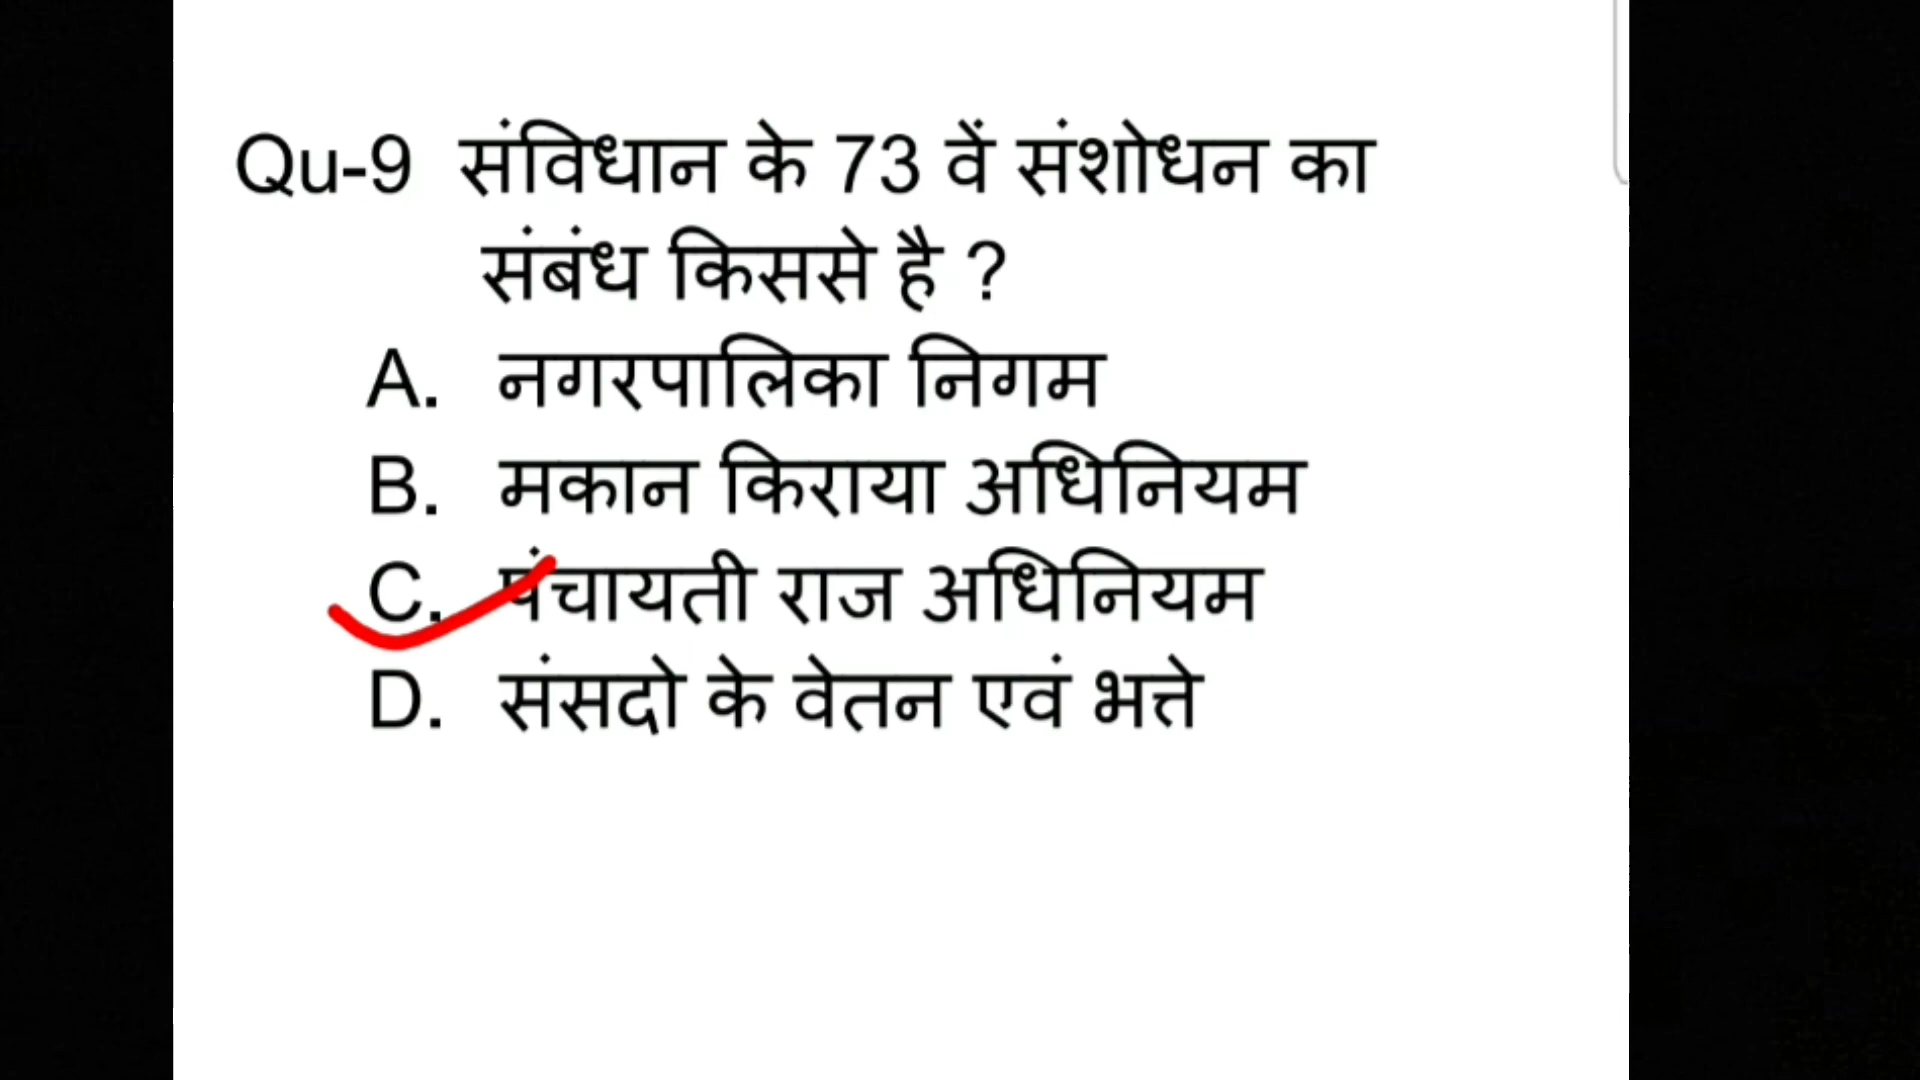 Qu-9 संविधान के 73 वें संशोधन का
संबंध किससे है ?
A. नगरपालिका निगम
B. मकान किराया अधिनियम
C. पंचायती राज अधिनियम
D. संसदो के वेतन एवं भत्ते